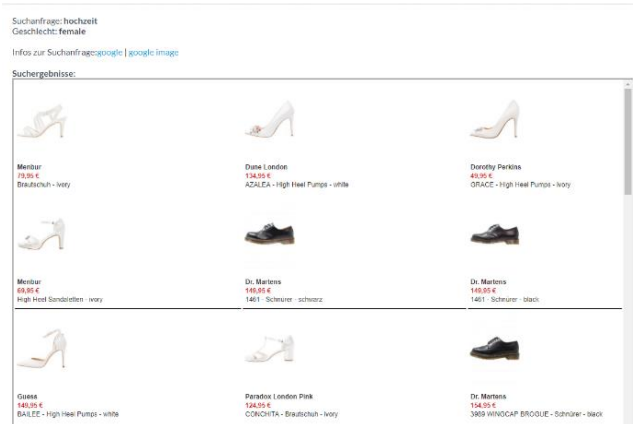 Suchanfrage: hochzeit
Geschlecht: female
Infos zur Suchanfrage:google | google image
Suchergebnisse:
Menbur
79,95 €
Brautschuh - ivory
Dune London
134,95 €
AZALEA - High Heel Pumps - white
Dorothy Perkins
49,95 €
GRACE - High Heel Pumps - ivory
Menbur
69,95 €
High Heel Sandaletten - ivory
Dr. Martens
149,95 €
1461 - Schnürer - schwarz
Dr. Martens
149,95 €
1461 - Schnürer - black
Guess
149,95 €
BAILEE - High Heel Pumps - white
Paradox London Pink
124,95 €
CONCHITA - Brautschuh - ivory
Dr. Martens
154,95 €
3989 WINGCAP BROGUE - Schnürer - black